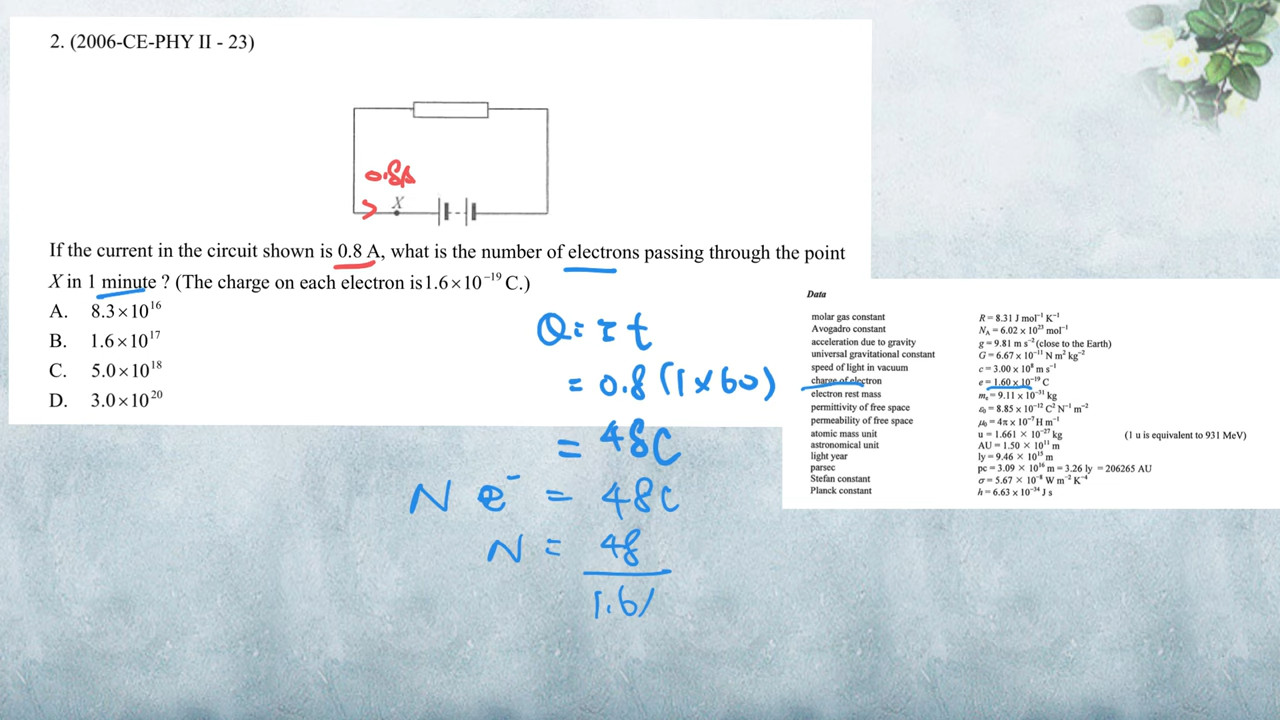 2. (2006-CE-PHY II - 23)
0.8A
X
If the current in the circuit shown is 0.8 A, what is the number of electrons passing through the point
X in 1 minute ? (The charge on each electron is 1.6×10⁻¹⁹ C.)
A. 8.3×10¹⁶
B. 1.6×10¹⁷
C. 5.0×10¹⁸
D. 3.0×10²⁰
Q = I t
= 0.8 (1 x 60)
= 48C
N e⁻ = 48C
N = 48
1.6
Data
molar gas constant R = 8.31 J mol⁻¹ K⁻¹
Avogadro constant N_A = 6.02 x 10²³ mol⁻¹
acceleration due to gravity g = 9.81 m s⁻² (close to the Earth)
universal gravitational constant G = 6.67 x 10⁻¹¹ N m² kg⁻²
speed of light in vacuum c = 3.00 x 10⁸ m s⁻¹
charge of electron e = 1.60 x 10⁻¹⁹ C
electron rest mass mₑ = 9.11 x 10⁻³¹ kg
permittivity of free space ε₀ = 8.85 x 10⁻¹² C² N⁻¹ m⁻²
permeability of free space μ₀ = 4π x 10⁻⁷ H m⁻¹
atomic mass unit u = 1.661 x 10⁻²⁷ kg (1 u is equivalent to 931 MeV)
astronomical unit AU = 1.50 x 10¹¹ m
light year ly = 9.46 x 10¹⁵ m
parsec pc = 3.09 x 10¹⁶ m = 3.26 ly = 206265 AU
Stefan constant σ = 5.67 x 10⁻⁸ W m⁻² K⁻⁴
Planck constant h = 6.63 x 10⁻³⁴ J s